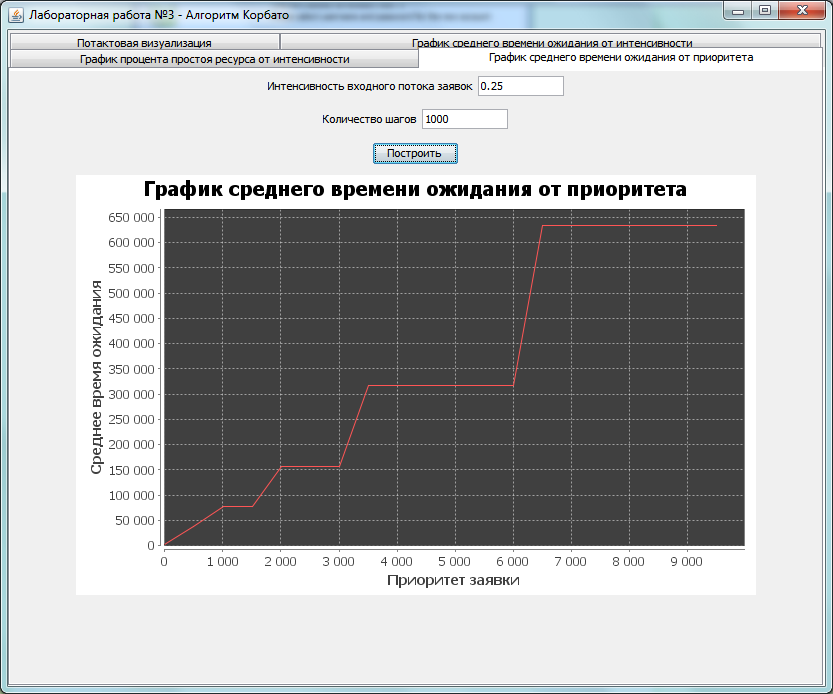 Лабораторная работа №3 - Алгоритм Корбато
Потактовая визуализация
График среднего времени ожидания от интенсивности
График процента простоя ресурса от интенсивности
График среднего времени ожидания от приоритета
Интенсивность входного потока заявок 0.25
Количество шагов 1000
Построить
График среднего времени ожидания от приоритета
Среднее время ожидания
650 000
600 000
550 000
500 000
450 000
400 000
350 000
300 000
250 000
200 000
150 000
100 000
50 000
0
0 1 000 2 000 3 000 4 000 5 000 6 000 7 000 8 000 9 000
Приоритет заявки